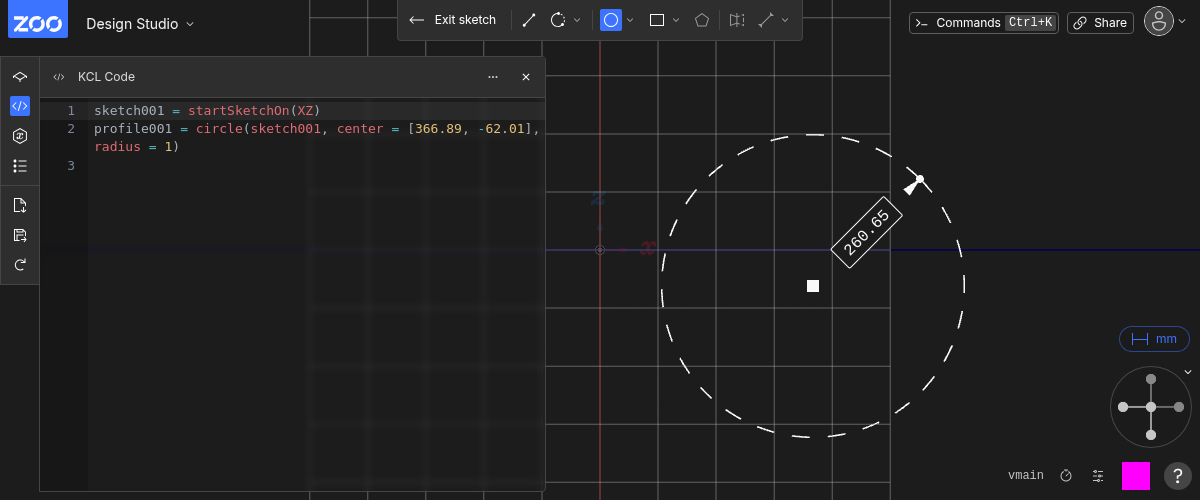 ZOO
Design Studio
Exit sketch
Commands Ctrl+K
Share
KCL Code
1 sketch001 = startSketchOn(XZ)
2 profile001 = circle(sketch001, center = [366.89, -62.01],
radius = 1)
3
z
x
260.65
mm
vmain
?